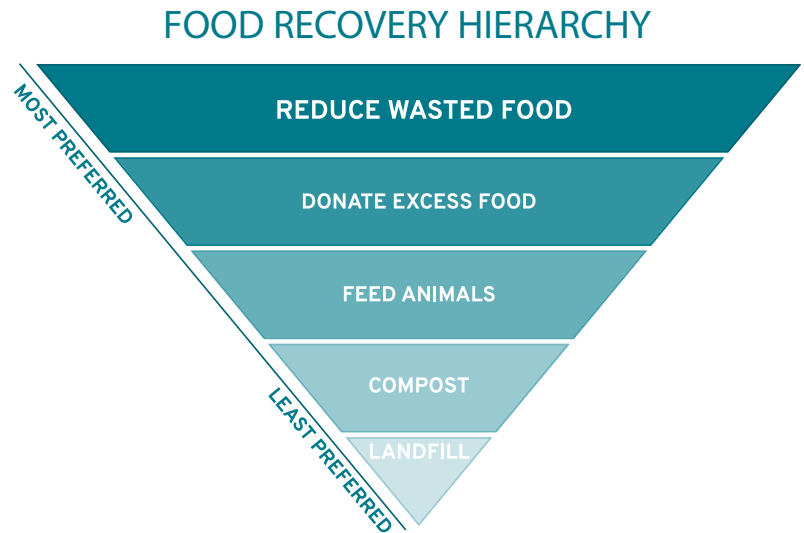 FOOD RECOVERY HIERARCHY
MOST PREFERRED
REDUCE WASTED FOOD
DONATE EXCESS FOOD
FEED ANIMALS
COMPOST
LANDFILL
LEAST PREFERRED